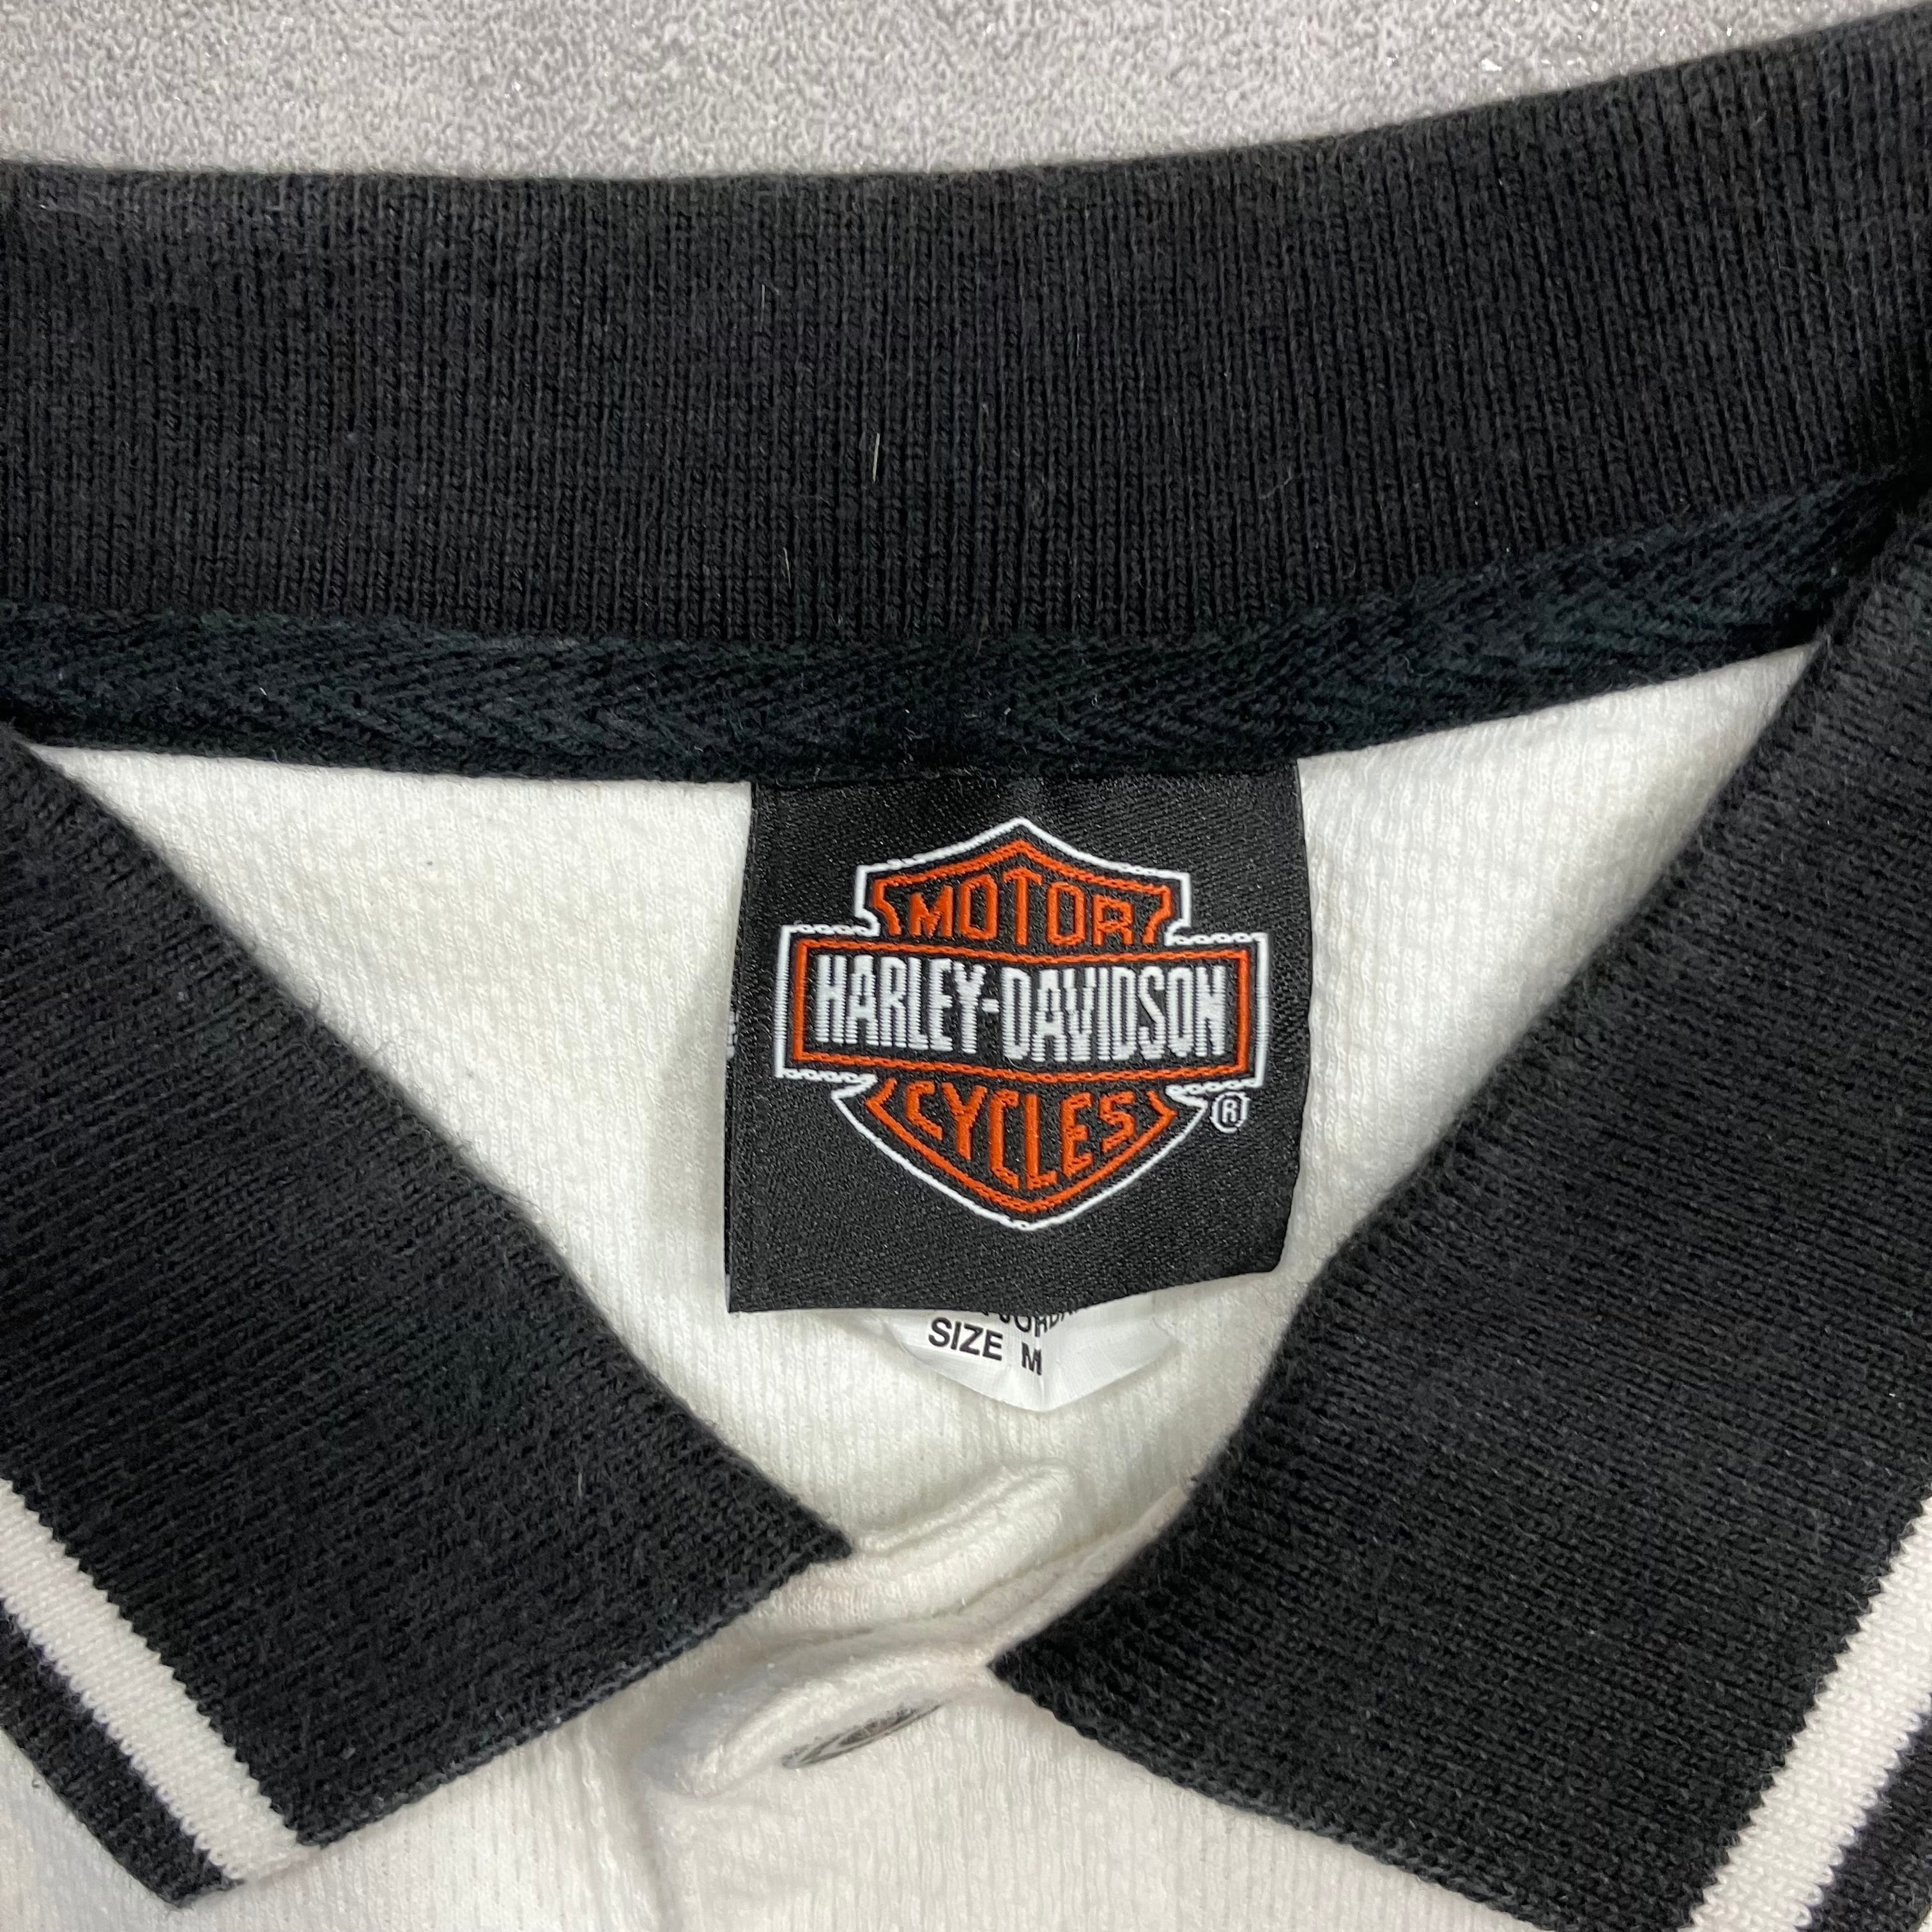 MOTOR
HARLEY-DAVIDSON
CYCLES
®
SIZE M